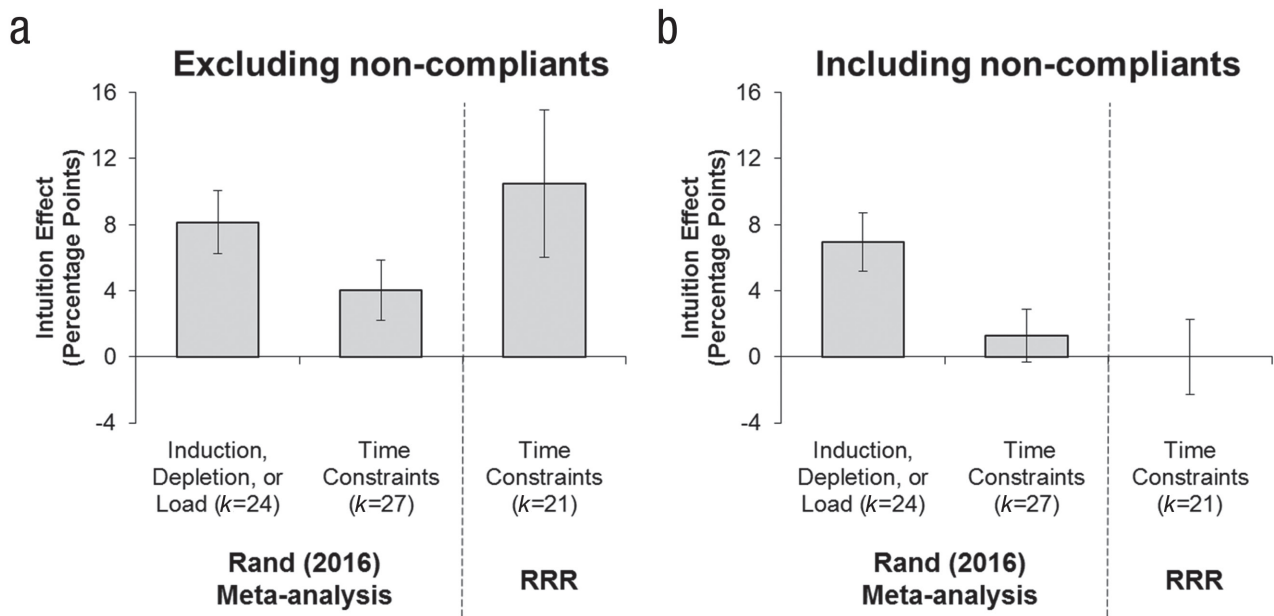 a
Excluding non-compliants
Intuition Effect
(Percentage Points)
16
12
8
4
0
-4
Induction,
Depletion, or
Load (k=24)
Time
Constraints
(k=27)
Time
Constraints
(k=21)
Rand (2016)
Meta-analysis
RRR
b
Including non-compliants
Intuition Effect
(Percentage Points)
16
12
8
4
0
-4
Induction,
Depletion, or
Load (k=24)
Time
Constraints
(k=27)
Time
Constraints
(k=21)
Rand (2016)
Meta-analysis
RRR